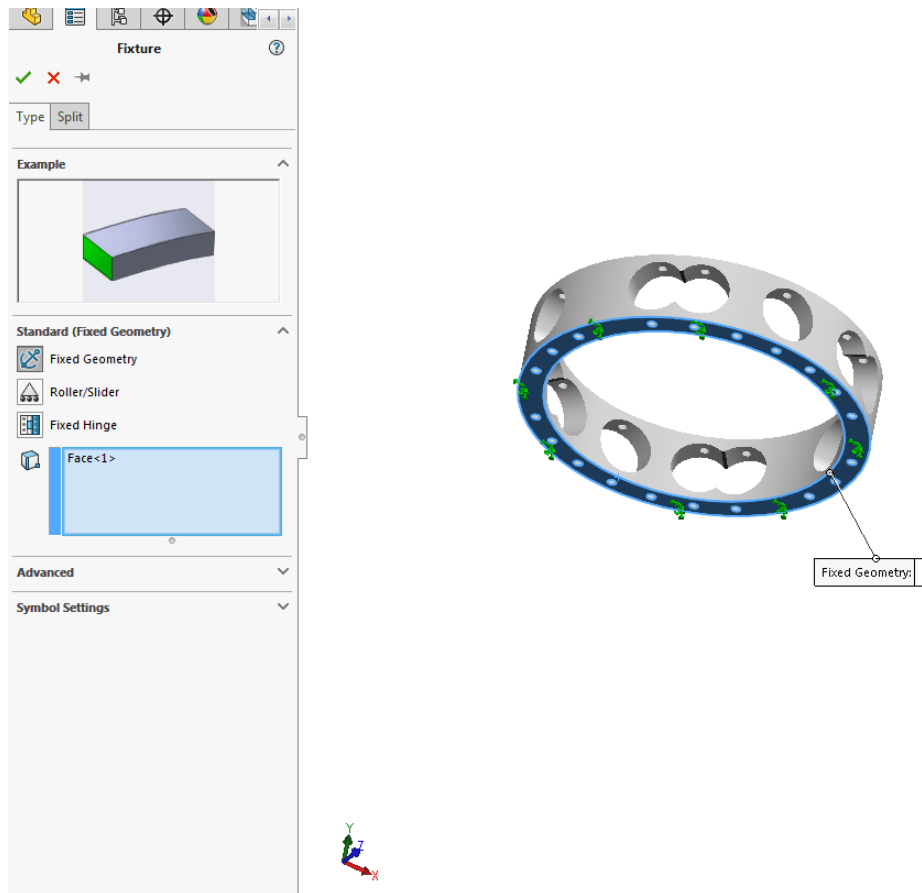 Fixture
Type Split
Example
Standard (Fixed Geometry)
Fixed Geometry
Roller/Slider
Fixed Hinge
Face<1>
Advanced
Symbol Settings
Fixed Geometry:
Y
Z
X